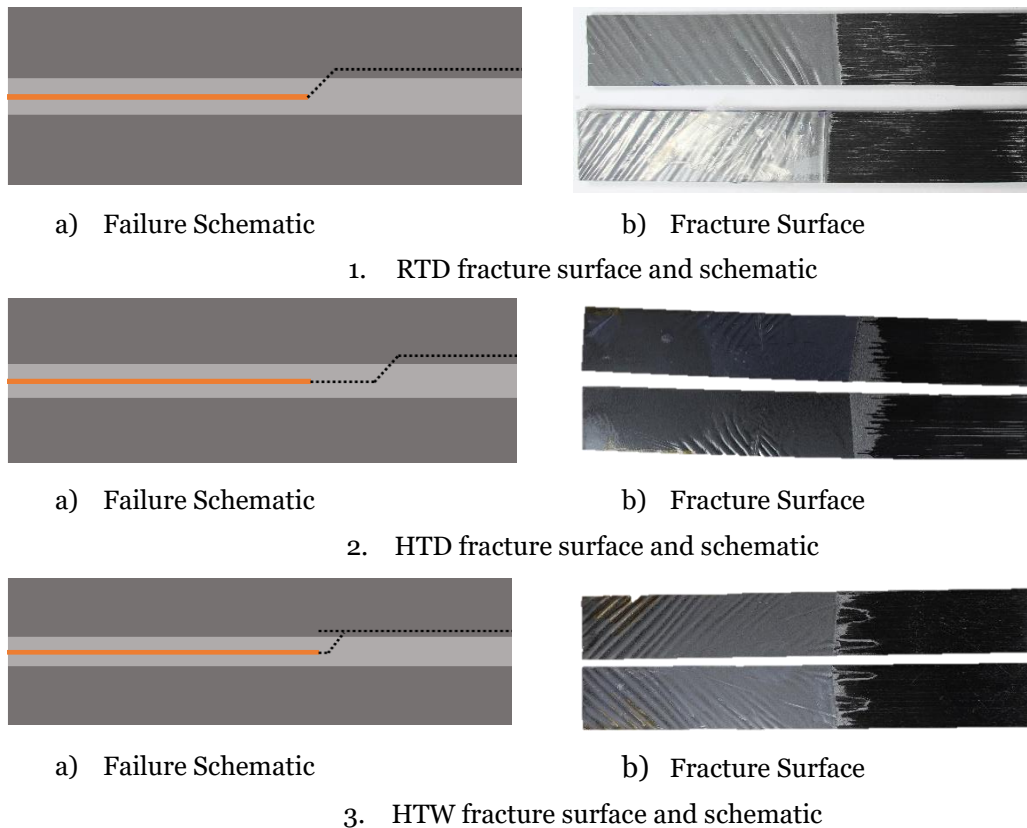 a) Failure Schematic
b) Fracture Surface
1. RTD fracture surface and schematic
a) Failure Schematic
b) Fracture Surface
2. HTD fracture surface and schematic
a) Failure Schematic
b) Fracture Surface
3. HTW fracture surface and schematic